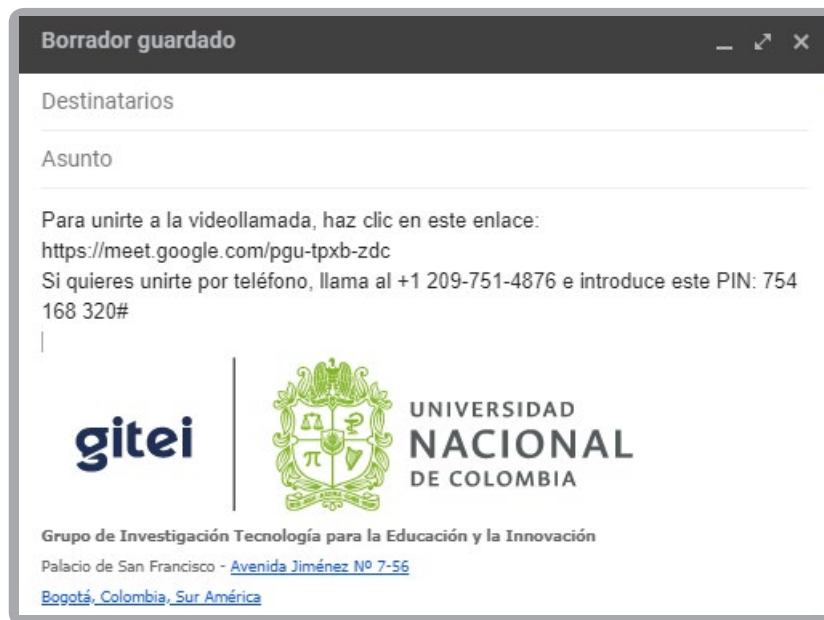 Borrador guardado
Destinatarios
Asunto
Para unirte a la videollamada, haz clic en este enlace:
https://meet.google.com/pgu-tpxb-zdc
Si quieres unirte por teléfono, llama al +1 209-751-4876 e introduce este PIN: 754
168 320#
gitei
UNIVERSIDAD
NACIONAL
DE COLOMBIA
Grupo de Investigación Tecnología para la Educación y la Innovación
Palacio de San Francisco - Avenida Jiménez Nº 7-56
Bogotá, Colombia, Sur América